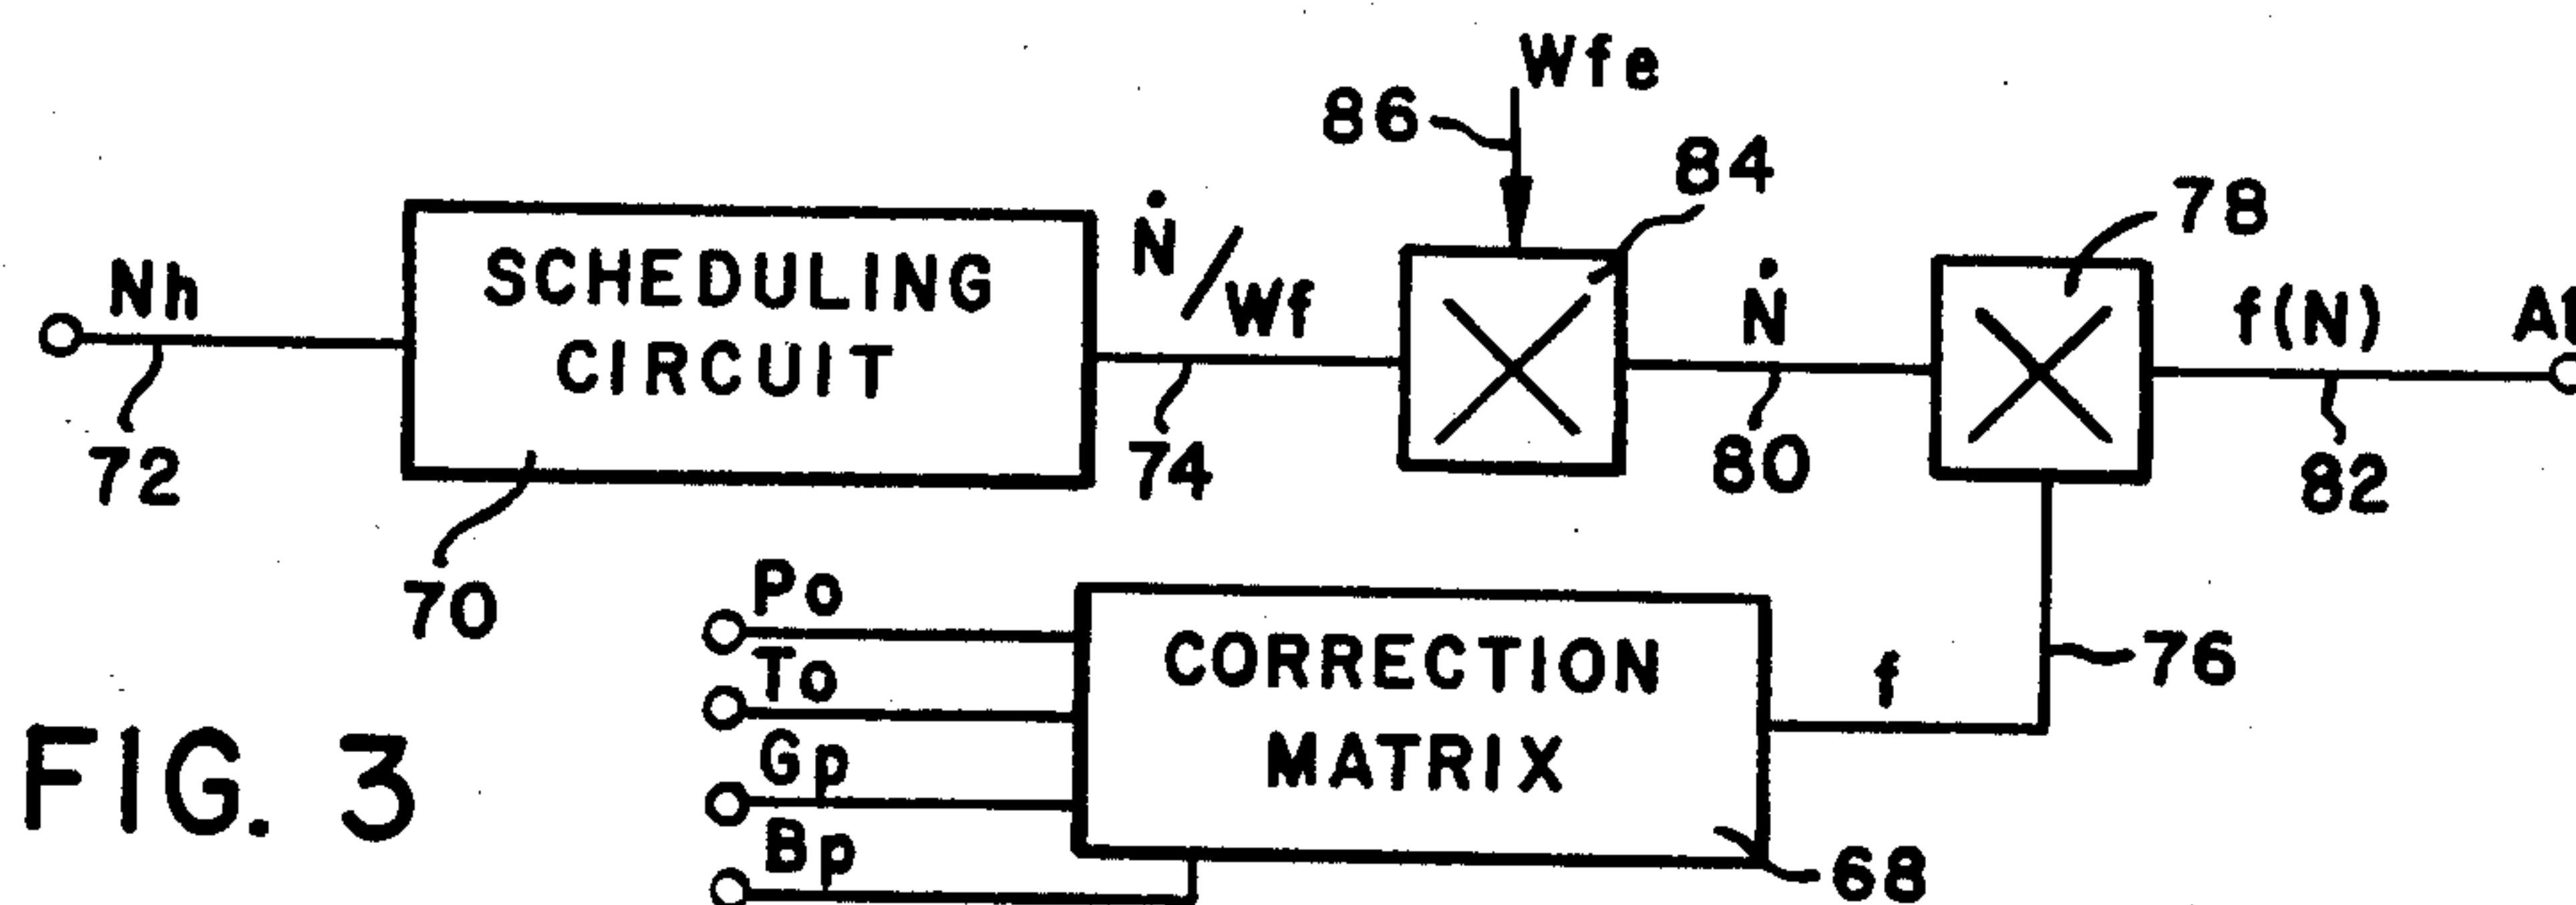 Wfe
86
84
78
Nh
SCHEDULING
CIRCUIT
Ṅ/Wf
Ṅ
f(N)
72
74
80
82
70
Po
To
Gp
Bp
CORRECTION
MATRIX
f
76
68
FIG. 3